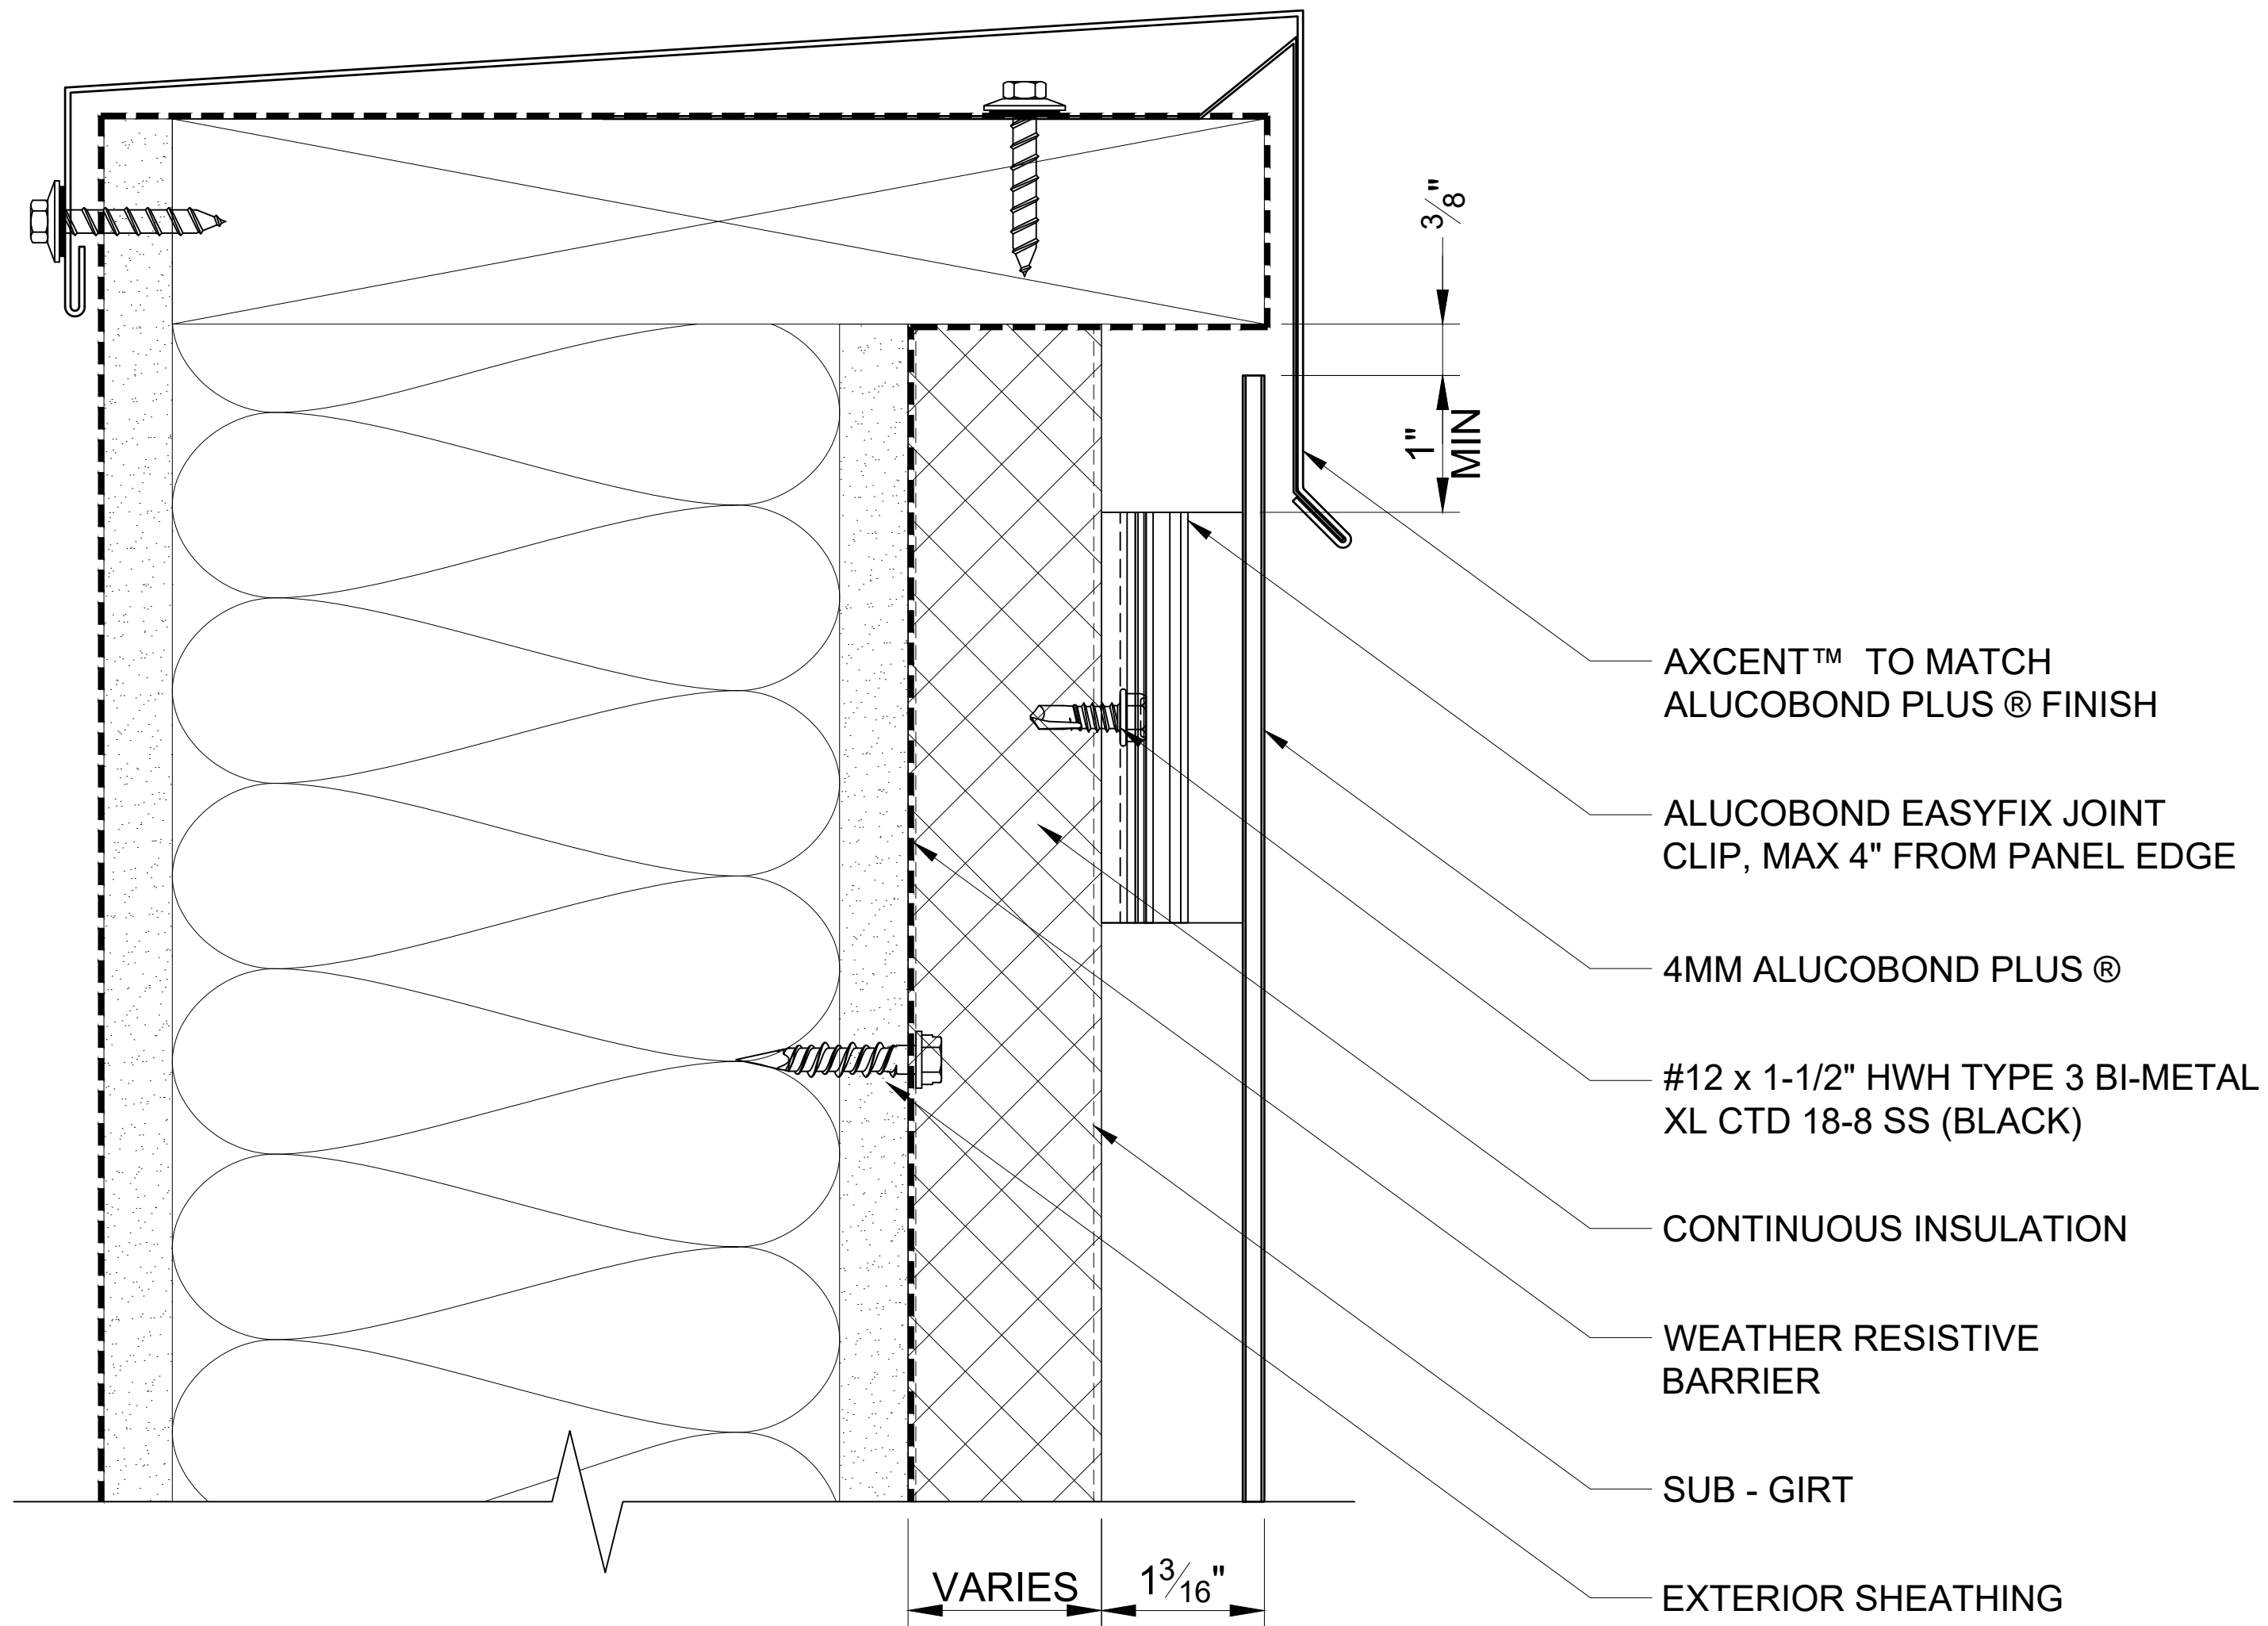 3/8"
1"
MIN
AXCENT™ TO MATCH
ALUCOBOND PLUS ® FINISH
ALUCOBOND EASYFIX JOINT
CLIP, MAX 4" FROM PANEL EDGE
4MM ALUCOBOND PLUS ®
#12 x 1-1/2" HWH TYPE 3 BI-METAL
XL CTD 18-8 SS (BLACK)
CONTINUOUS INSULATION
WEATHER RESISTIVE
BARRIER
SUB - GIRT
EXTERIOR SHEATHING
VARIES
1 3/16"